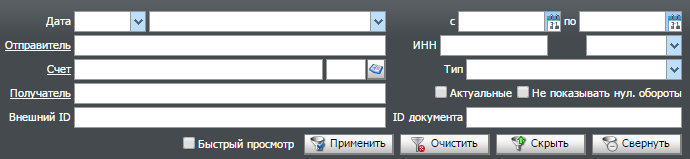 Дата с по
Отправитель ИНН
Счет Тип
Получатель Актуальные Не показывать нул. обороты
Внешний ID ID документа
Быстрый просмотр Применить Очистить Скрыть Свернуть